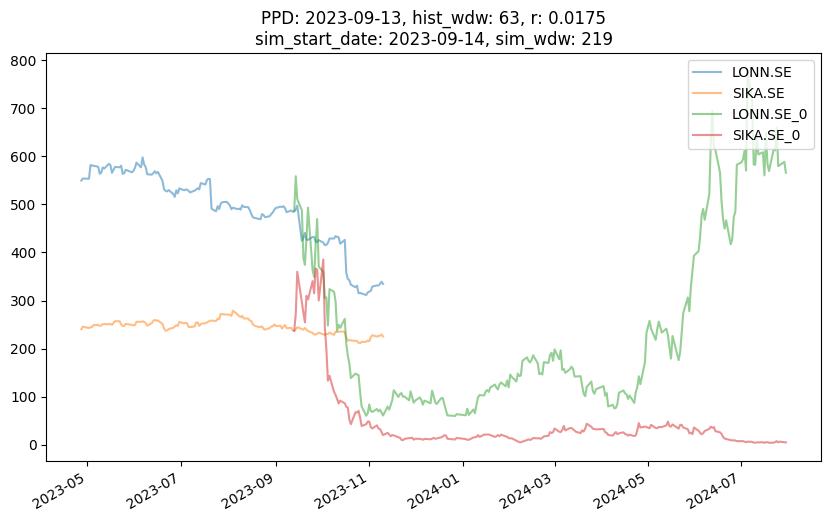 PPD: 2023-09-13, hist_wdw: 63, r: 0.0175
sim_start_date: 2023-09-14, sim_wdw: 219
800
700
600
500
400
300
200
100
0
LONN.SE
SIKA.SE
LONN.SE_0
SIKA.SE_0
2023-05
2023-07
2023-09
2023-11
2024-01
2024-03
2024-05
2024-07